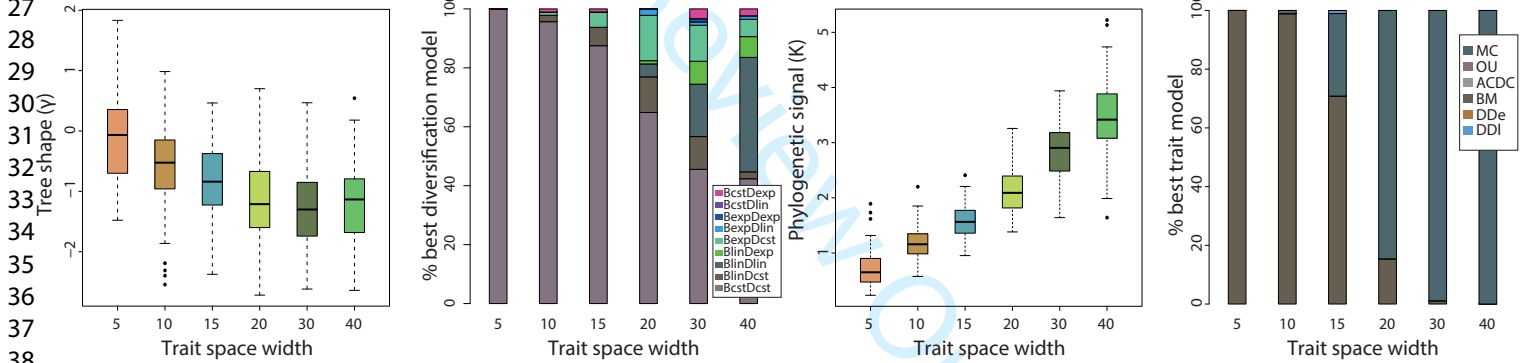 27
28
29
30
31
32
33
34
35
36
37
38
Tree shape (γ)
2
1
0
−1
−2
5 10 15 20 30 40
Trait space width
% best diversification model
100
80
60
40
20
0
BcstDexp
BcstDlin
BexpDexp
BexpDlin
BexpDcst
BlinDexp
BlinDlin
BlinDcst
BcstDcst
5 10 15 20 30 40
Trait space width
Phylogenetic signal (K)
5
4
3
2
1
5 10 15 20 30 40
Trait space width
% best trait model
100
80
60
40
20
0
MC
OU
ACDC
BM
DDe
DDl
5 10 15 20 30 40
Trait space width
eview O